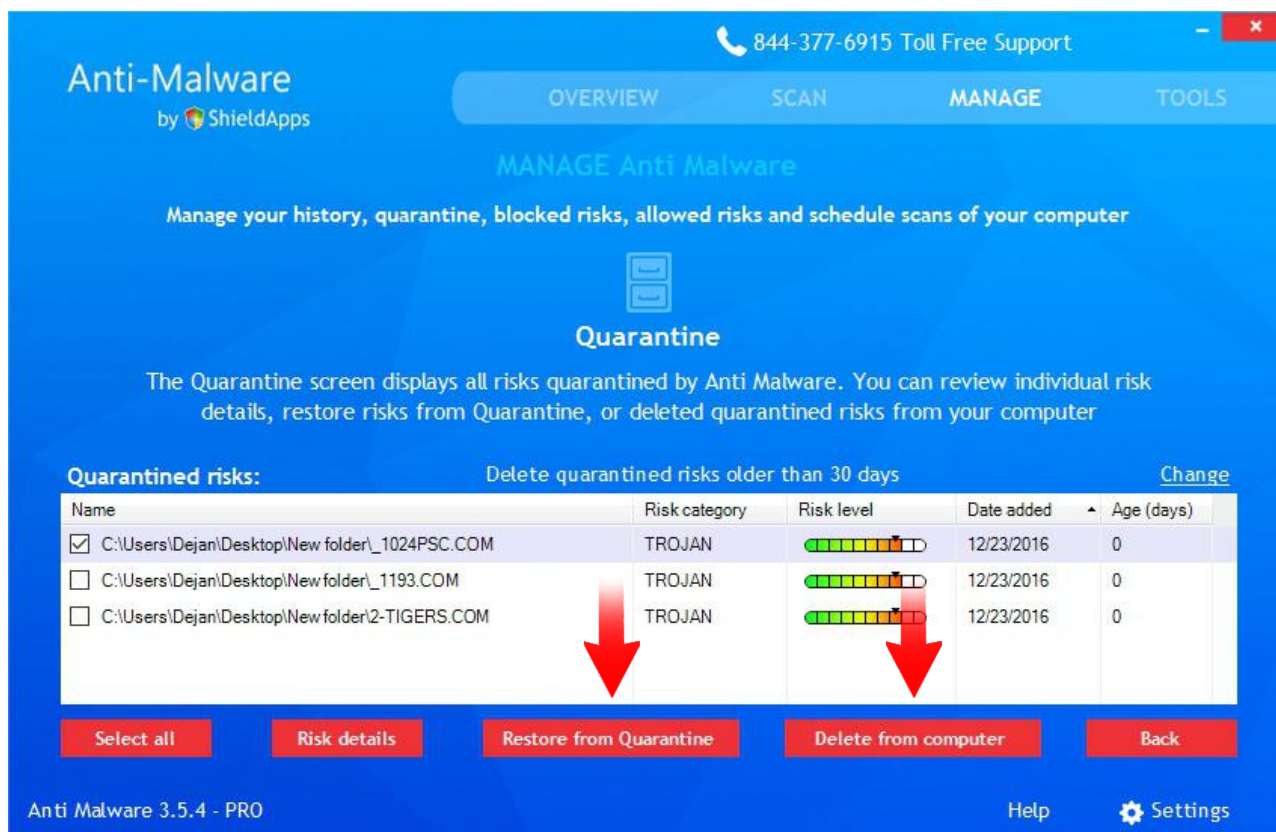 844-377-6915 Toll Free Support
Anti-Malware
by ShieldApps
OVERVIEW SCAN MANAGE TOOLS
MANAGE Anti Malware
Manage your history, quarantine, blocked risks, allowed risks and schedule scans of your computer
Quarantine
The Quarantine screen displays all risks quarantined by Anti Malware. You can review individual risk
details, restore risks from Quarantine, or deleted quarantined risks from your computer
Quarantined risks: Delete quarantined risks older than 30 days Change
Name Risk category Risk level Date added Age (days)
C:\Users\Dejan\Desktop\New folder\_1024PSC.COM TROJAN 12/23/2016 0
C:\Users\Dejan\Desktop\New folder\_1193.COM TROJAN 12/23/2016 0
C:\Users\Dejan\Desktop\New folder\2-TIGERS.COM TROJAN 12/23/2016 0
Select all Risk details Restore from Quarantine Delete from computer Back
Anti Malware 3.5.4 - PRO Help Settings